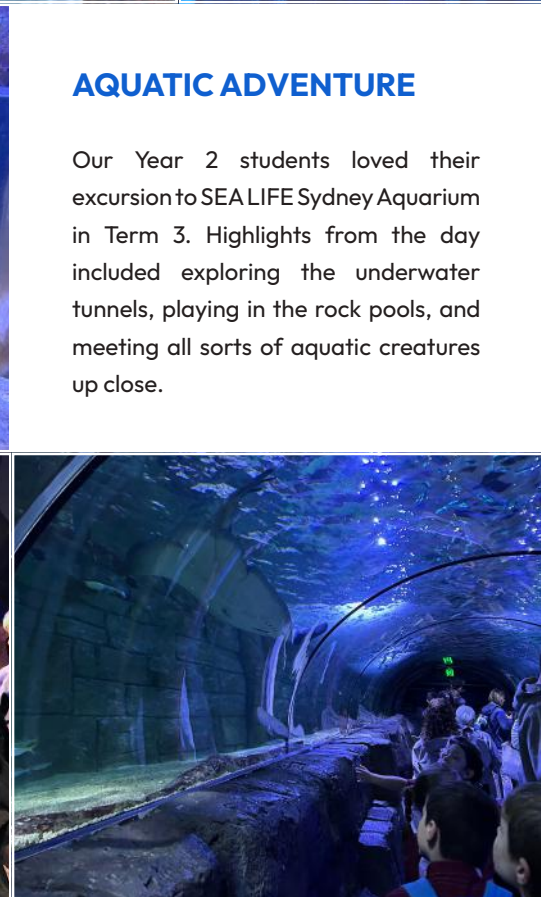 AQUATIC ADVENTURE
Our Year 2 students loved their
excursion to SEA LIFE Sydney Aquarium
in Term 3. Highlights from the day
included exploring the underwater
tunnels, playing in the rock pools, and
meeting all sorts of aquatic creatures
up close.